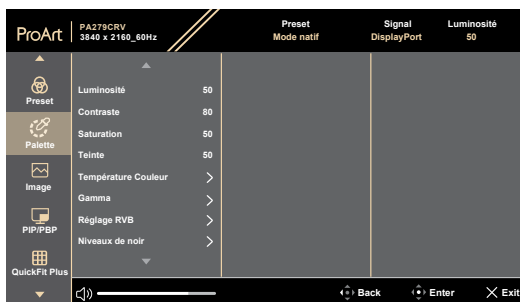 ProArt
PA279CRV
3840 x 2160_60Hz
Preset
Mode natif
Signal
DisplayPort
Luminosité
50
Preset
Palette
Image
PIP/PBP
QuickFit Plus
Luminosité 50
Contraste 80
Saturation 50
Teinte 50
Température Couleur
Gamma
Réglage RVB
Niveaux de noir
Back
Enter
Exit